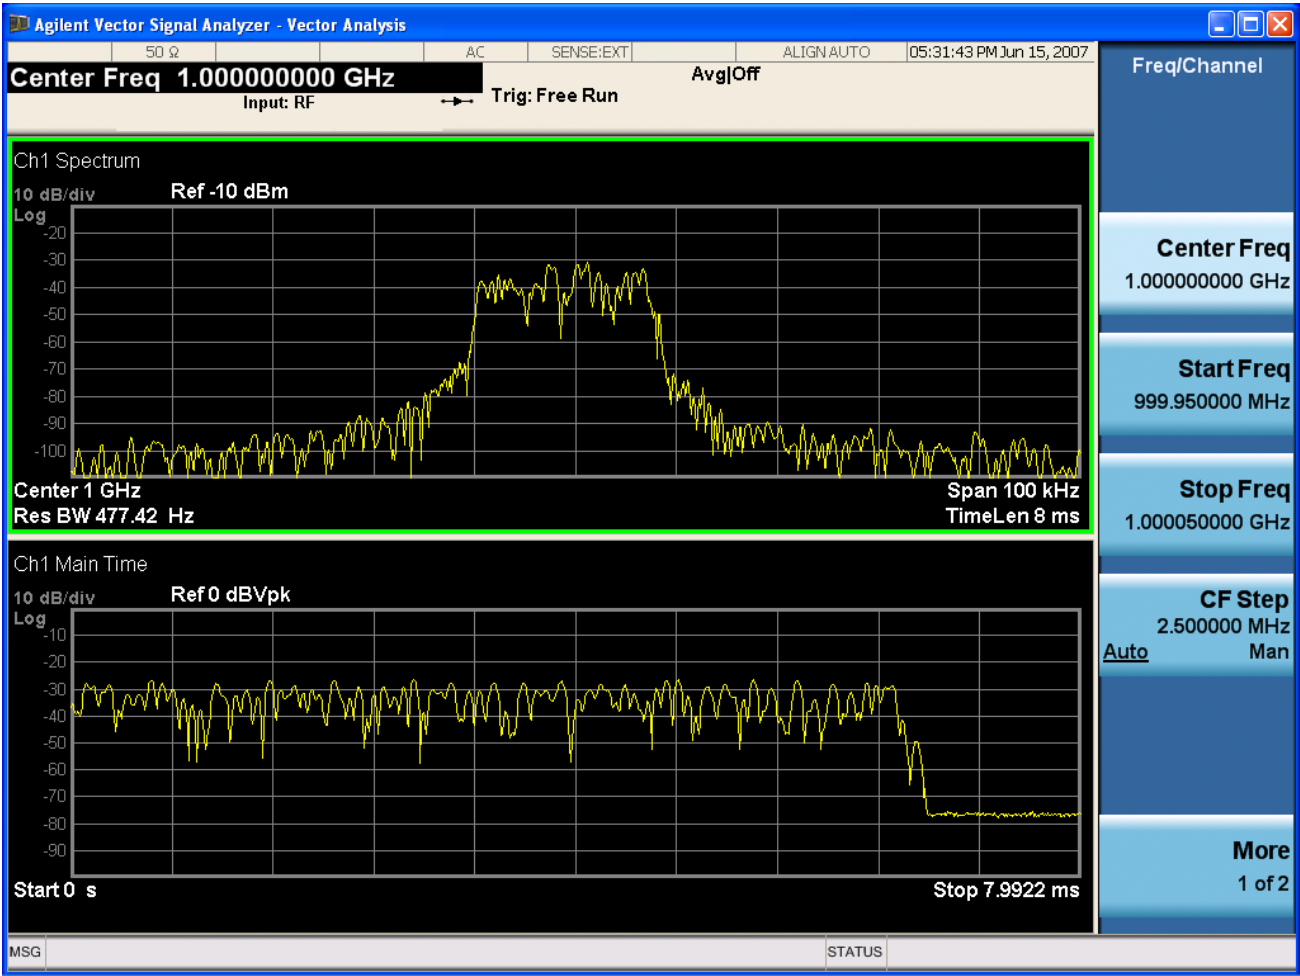 Agilent Vector Signal Analyzer - Vector Analysis
50 Ω AC SENSE:EXT ALIGN AUTO 05:31:43 PM Jun 15, 2007
Center Freq 1.000000000 GHz
Input: RF
Trig: Free Run
Avg|Off
Ch1 Spectrum
10 dB/div Ref -10 dBm
Log
-20
-30
-40
-50
-60
-70
-80
-90
-100
Center 1 GHz Span 100 kHz
Res BW 477.42 Hz TimeLen 8 ms
Ch1 Main Time
10 dB/div Ref 0 dBVpk
Log
-10
-20
-30
-40
-50
-60
-70
-80
-90
Start 0 s Stop 7.9922 ms
Freq/Channel
Center Freq
1.000000000 GHz
Start Freq
999.950000 MHz
Stop Freq
1.000050000 GHz
CF Step
2.500000 MHz
Auto Man
More
1 of 2
MSG STATUS